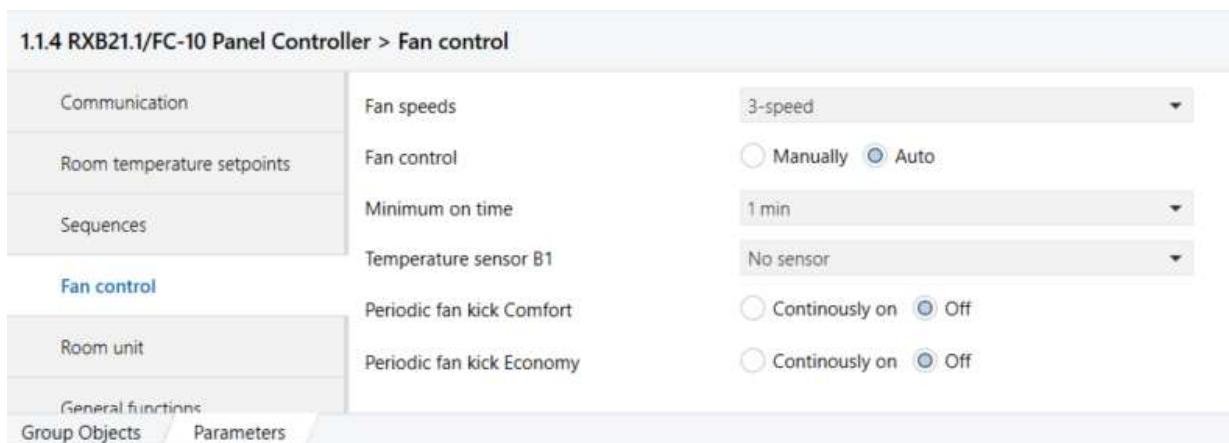 1.1.4 RXB21.1/FC-10 Panel Controller > Fan control
Communication
Room temperature setpoints
Sequences
Fan control
Room unit
General functions
Fan speeds 3-speed
Fan control Manually Auto
Minimum on time 1 min
Temperature sensor B1 No sensor
Periodic fan kick Comfort Continously on Off
Periodic fan kick Economy Continously on Off
Group Objects Parameters